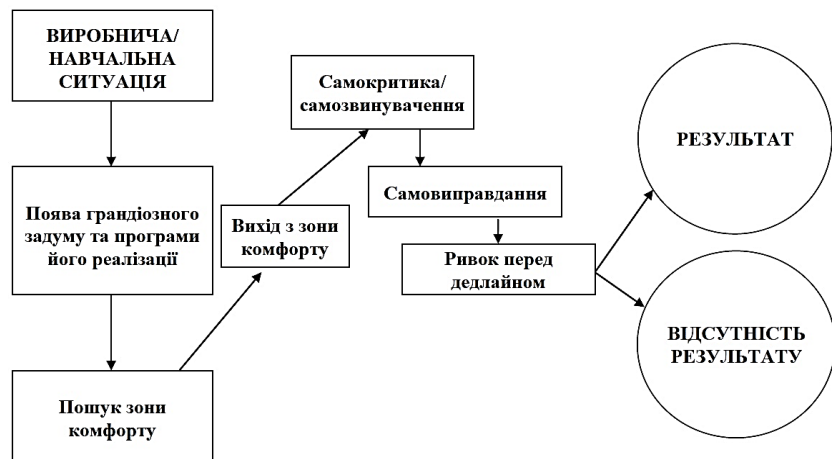 ВИРОБНИЧА/
НАВЧАЛЬНА
СИТУАЦІЯ
Поява грандіозного
задуму та програми
його реалізації
Пошук зони
комфорту
Вихід з зони
комфорту
Самокритика/
самозвинувачення
Самовиправдання
Ривок перед
дедлайном
РЕЗУЛЬТАТ
ВІДСУТНІСТЬ
РЕЗУЛЬТАТУ